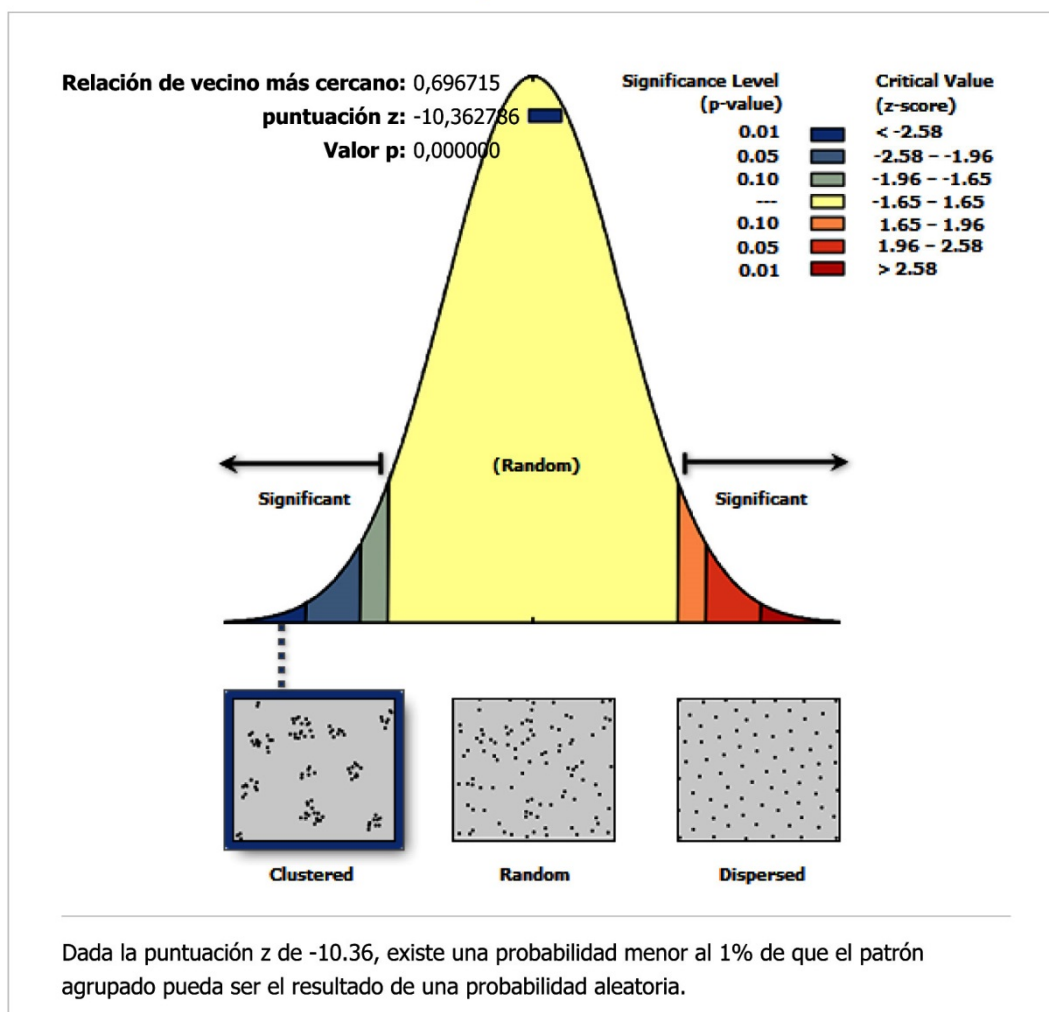 Relación de vecino más cercano: 0,696715
puntuación z: -10,362786
Valor p: 0,000000
Significance Level
(p-value)
Critical Value
(z-score)
0.01 < -2.58
0.05 -2.58 – -1.96
0.10 -1.96 – -1.65
--- -1.65 – 1.65
0.10 1.65 – 1.96
0.05 1.96 – 2.58
0.01 > 2.58
(Random)
Significant
Significant
Clustered
Random
Dispersed
Dada la puntuación z de -10.36, existe una probabilidad menor al 1% de que el patrón
agrupado pueda ser el resultado de una probabilidad aleatoria.